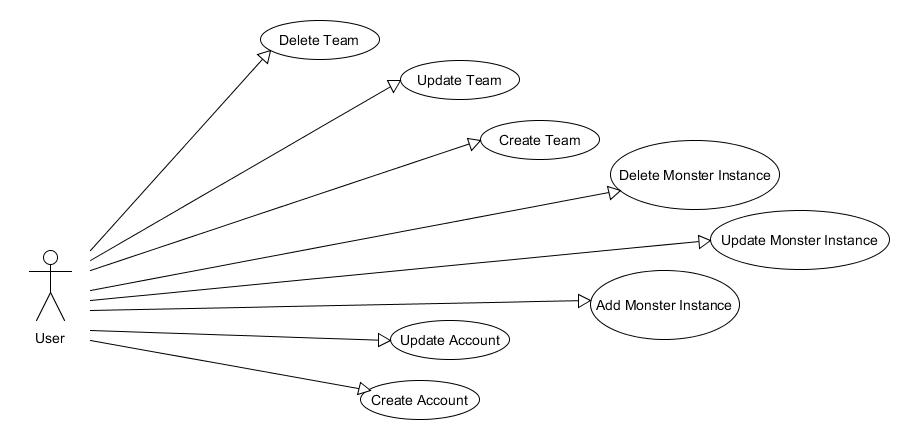 Delete Team
Update Team
Create Team
Delete Monster Instance
Update Monster Instance
Add Monster Instance
User
Update Account
Create Account